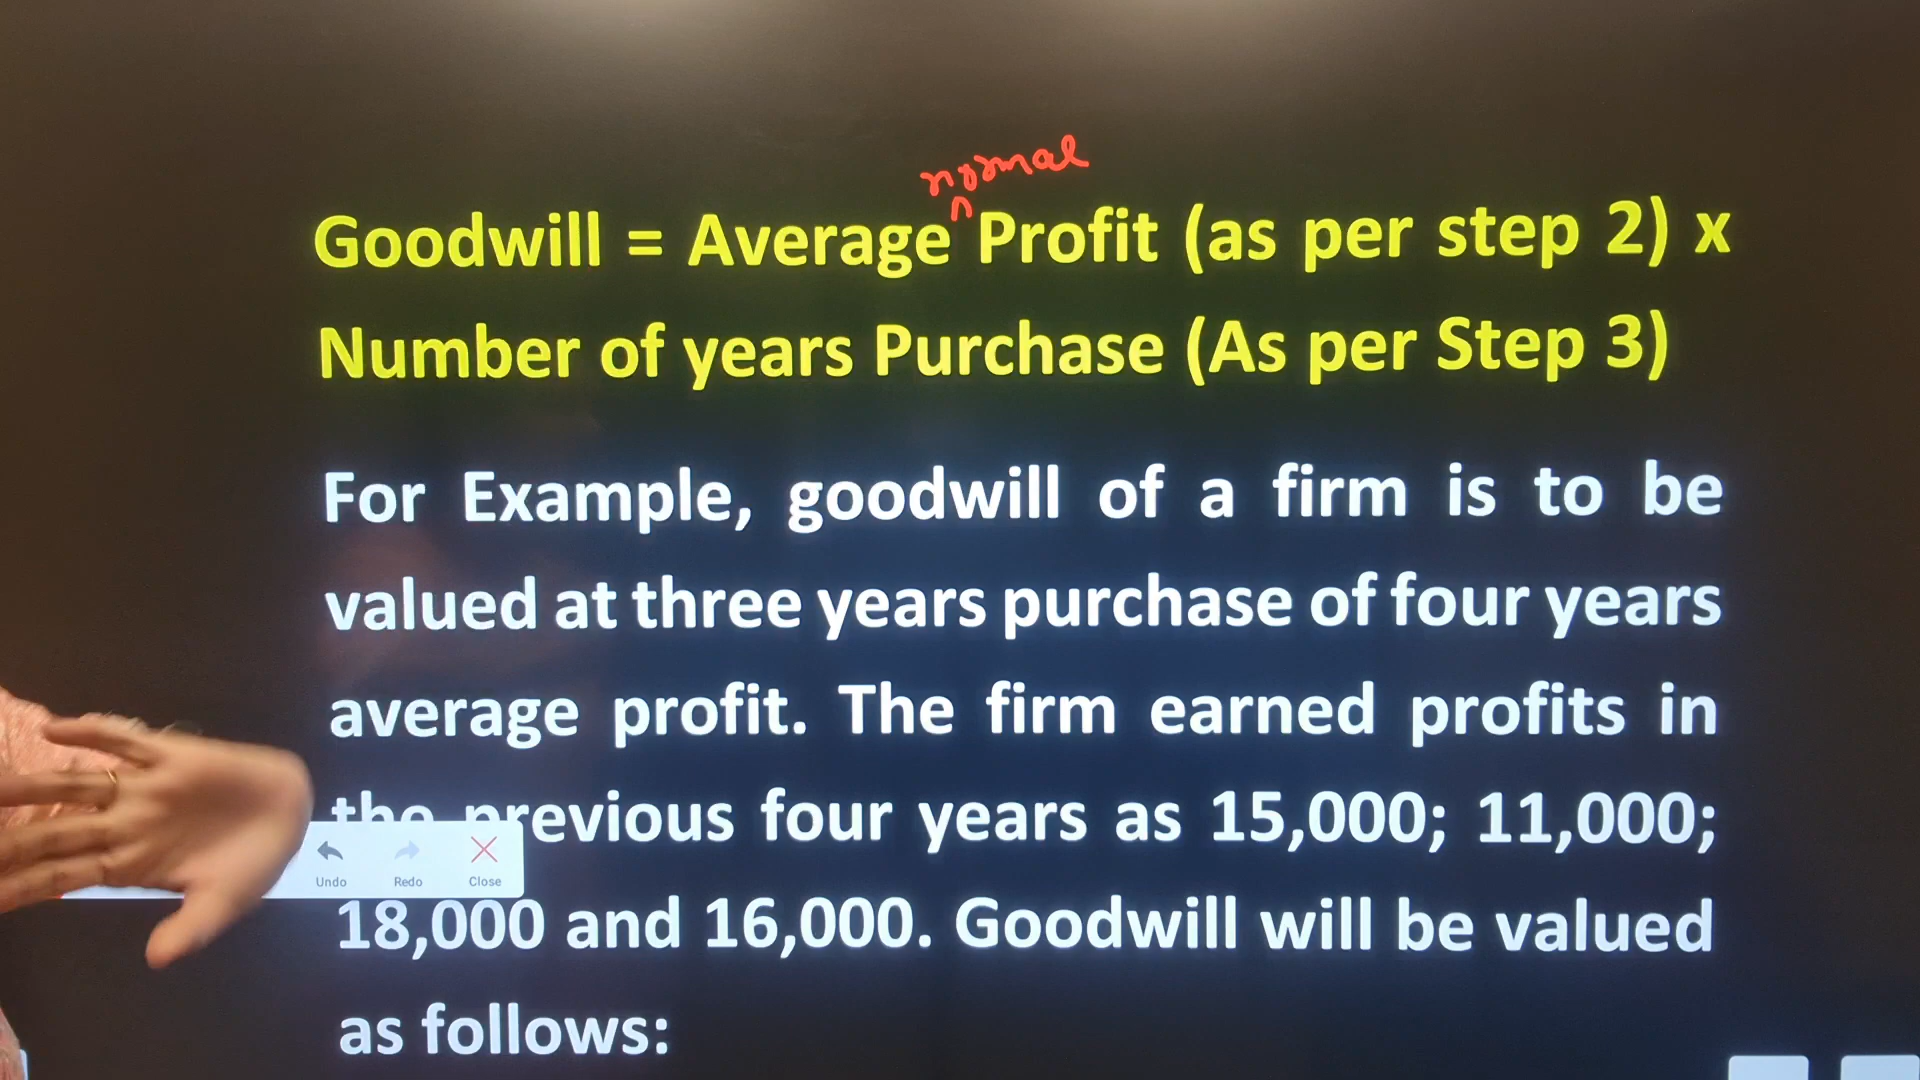 normal
^
Goodwill = Average Profit (as per step 2) x
Number of years Purchase (As per Step 3)
For Example, goodwill of a firm is to be
valued at three years purchase of four years
average profit. The firm earned profits in
the previous four years as 15,000; 11,000;
Undo Redo Close
18,000 and 16,000. Goodwill will be valued
as follows: